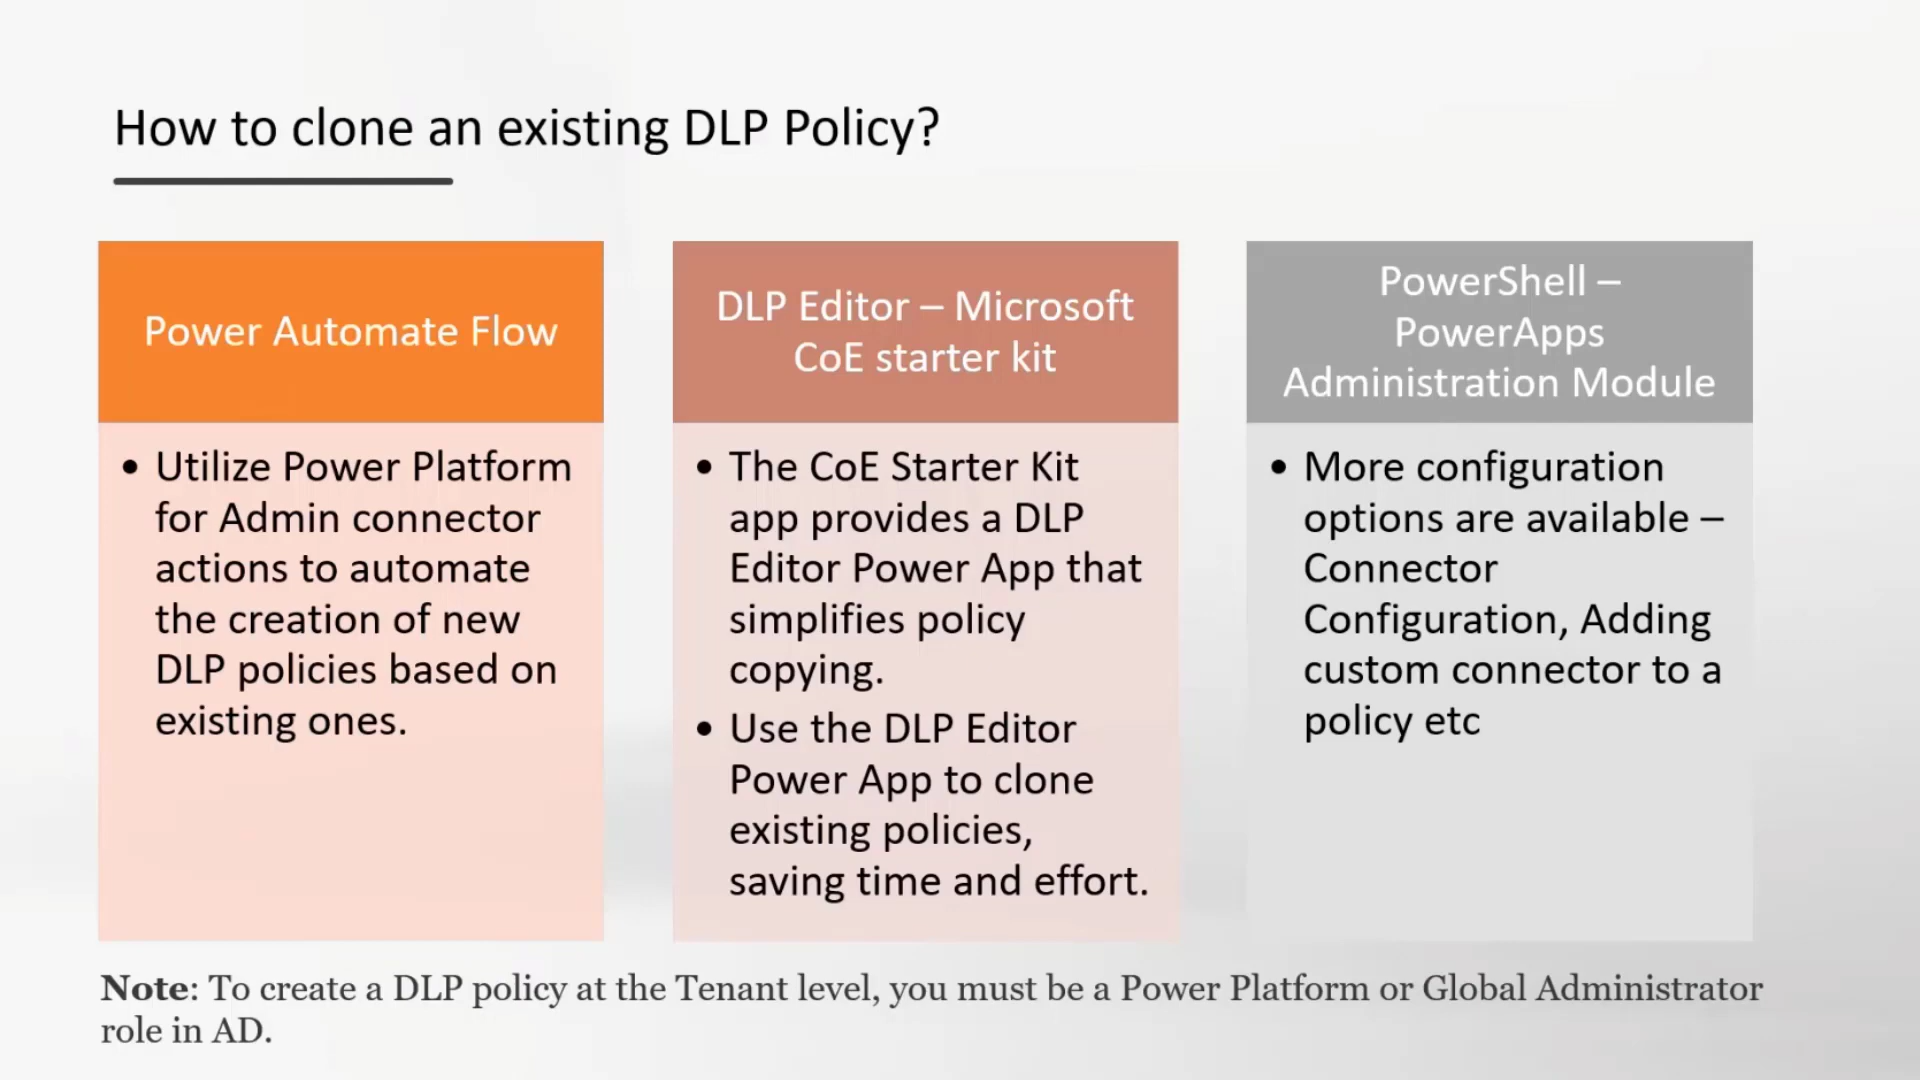 How to clone an existing DLP Policy?
Power Automate Flow
• Utilize Power Platform
for Admin connector
actions to automate
the creation of new
DLP policies based on
existing ones.
DLP Editor – Microsoft
CoE starter kit
• The CoE Starter Kit
app provides a DLP
Editor Power App that
simplifies policy
copying.
• Use the DLP Editor
Power App to clone
existing policies,
saving time and effort.
PowerShell –
PowerApps
Administration Module
• More configuration
options are available –
Connector
Configuration, Adding
custom connector to a
policy etc
Note: To create a DLP policy at the Tenant level, you must be a Power Platform or Global Administrator
role in AD.